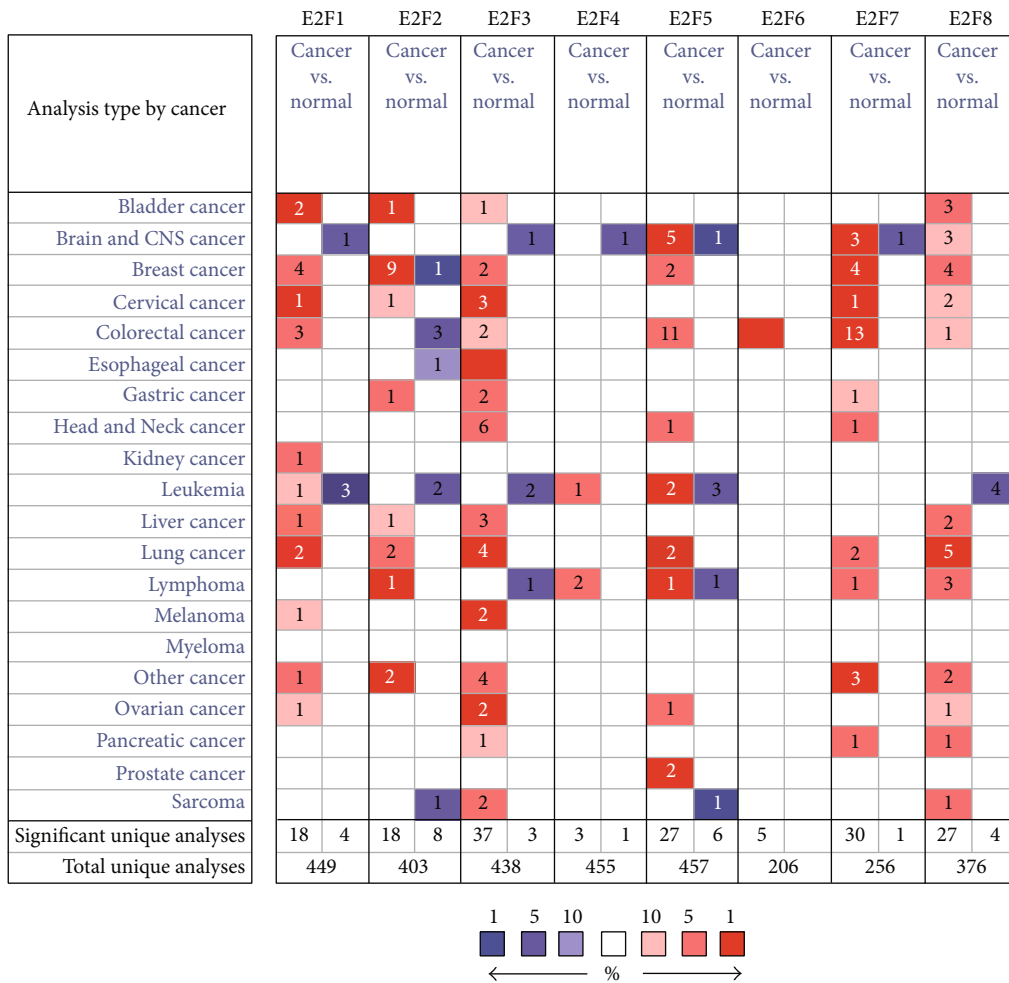 E2F1 E2F2 E2F3 E2F4 E2F5 E2F6 E2F7 E2F8
Analysis type by cancer
Cancer vs. normal Cancer vs. normal Cancer vs. normal Cancer vs. normal Cancer vs. normal Cancer vs. normal Cancer vs. normal Cancer vs. normal
Bladder cancer 2 1 1 3
Brain and CNS cancer 1 1 1 5 1 3 1 3
Breast cancer 4 9 1 2 2 4 4
Cervical cancer 1 1 3 1 2
Colorectal cancer 3 3 2 11 13 1
Esophageal cancer 1
Gastric cancer 1 2 1
Head and Neck cancer 6 1 1
Kidney cancer 1
Leukemia 1 3 2 2 1 2 3 4
Liver cancer 1 1 3 2
Lung cancer 2 2 4 2 2 5
Lymphoma 1 1 2 1 1 1 3
Melanoma 1 2
Myeloma
Other cancer 1 2 4 3 2
Ovarian cancer 1 2 1 1
Pancreatic cancer 1 1 1
Prostate cancer 2
Sarcoma 1 2 1 1
Significant unique analyses 18 4 18 8 37 3 3 1 27 6 5 30 1 27 4
Total unique analyses 449 403 438 455 457 206 256 376
1 5 10 10 5 1
%